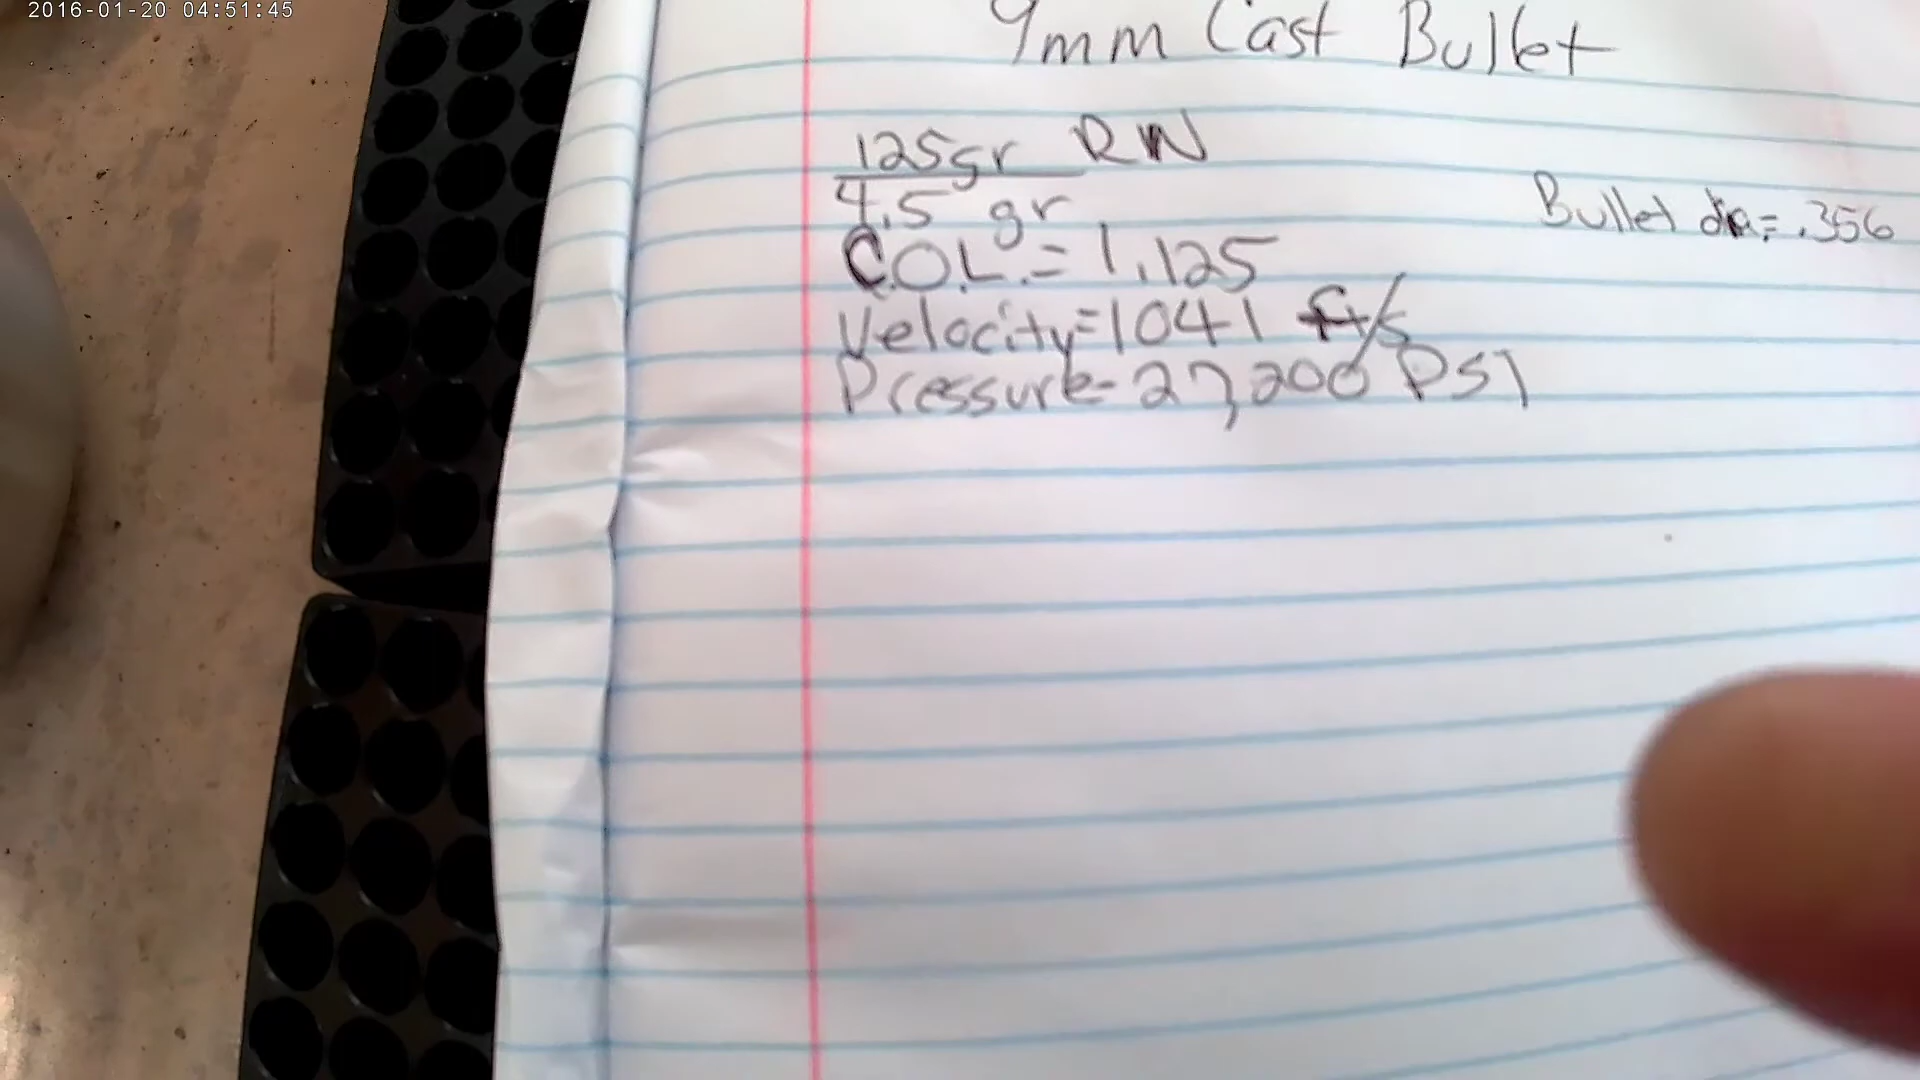 2016-01-20 04:51:45
9mm Cast Bullet
125gr RN
4.5 gr
Bullet dia= .356
C.O.L.= 1.125
Velocity=1041 ft/s
Pressure-27,200 PSI